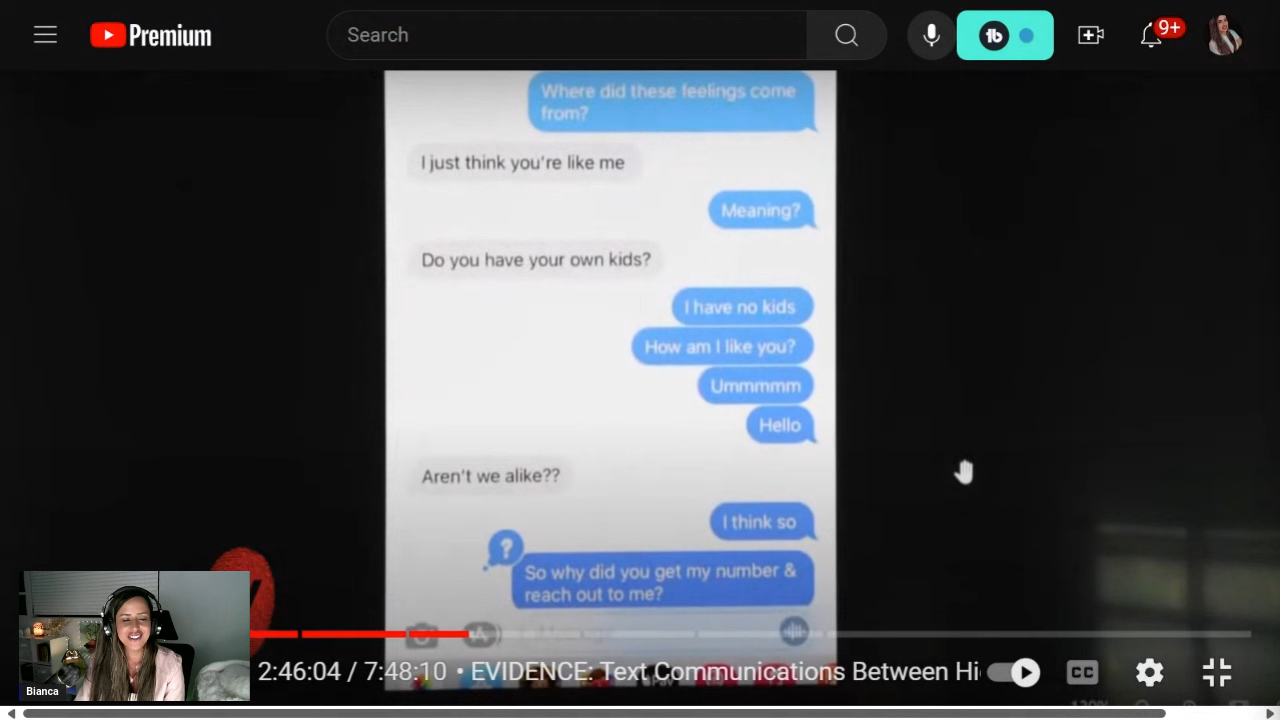 Premium
Search
9+
Where did these feelings come
from?
I just think you're like me
Meaning?
Do you have your own kids?
I have no kids
How am I like you?
Ummmmm
Hello
Aren't we alike??
I think so
?
So why did you get my number &
reach out to me?
2:46:04 / 7:48:10 • EVIDENCE: Text Communications Between Hi
CC
Bianca